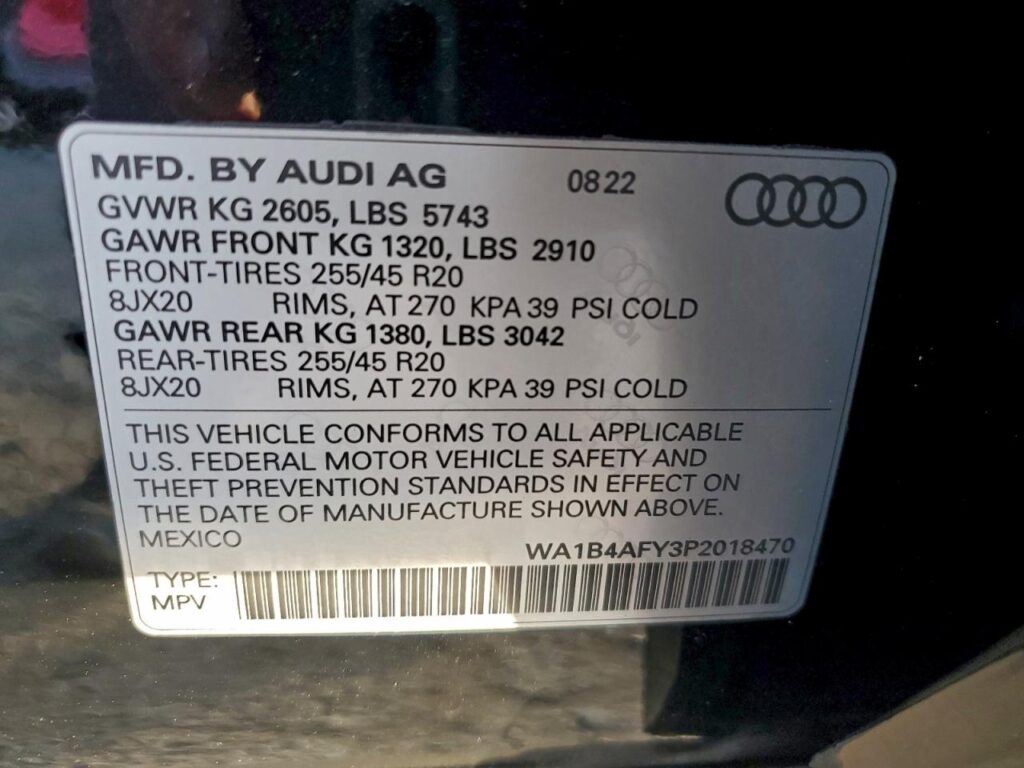 MFD. BY AUDI AG 0822
GVWR KG 2605, LBS 5743
GAWR FRONT KG 1320, LBS 2910
FRONT-TIRES 255/45 R20
8JX20 RIMS, AT 270 KPA 39 PSI COLD
GAWR REAR KG 1380, LBS 3042
REAR-TIRES 255/45 R20
8JX20 RIMS, AT 270 KPA 39 PSI COLD
THIS VEHICLE CONFORMS TO ALL APPLICABLE
U.S. FEDERAL MOTOR VEHICLE SAFETY AND
THEFT PREVENTION STANDARDS IN EFFECT ON
THE DATE OF MANUFACTURE SHOWN ABOVE.
MEXICO
WA1B4AFY3P2018470
TYPE:
MPV